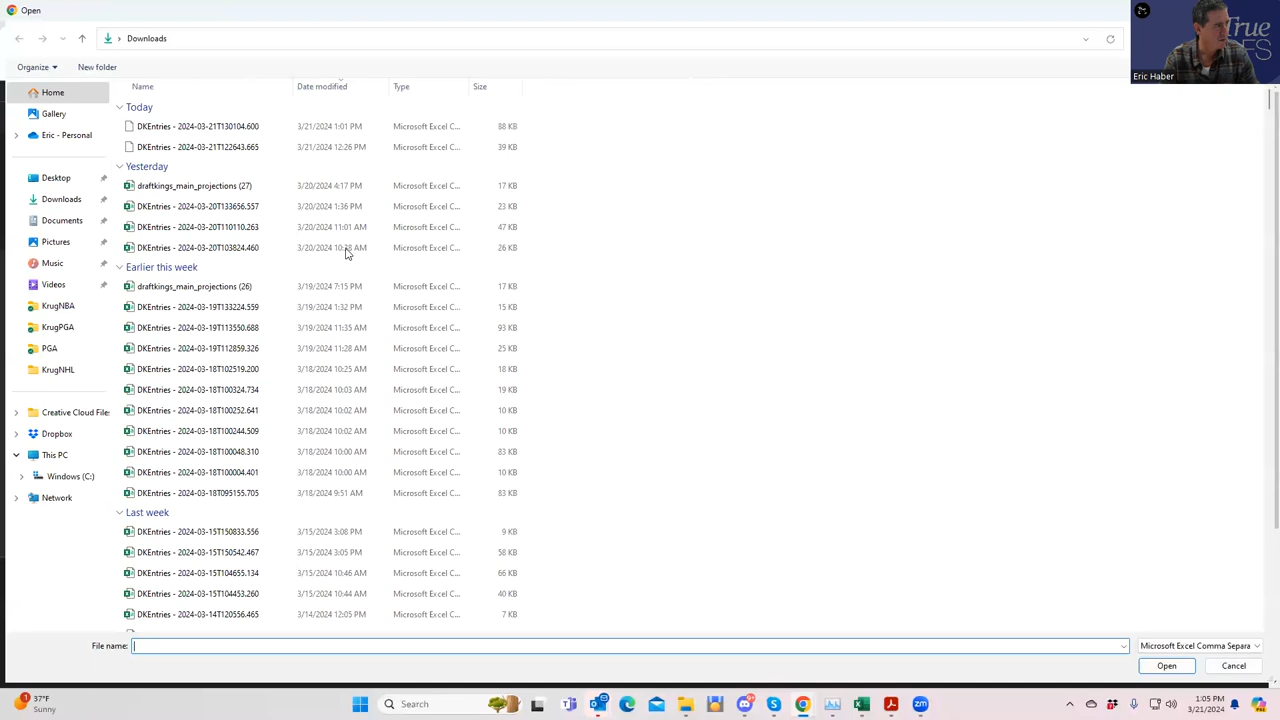 Open
Downloads
True
FS
Eric Haber
Organize New folder
Name Date modified Type Size
Home
Gallery
Eric - Personal
Desktop
Downloads
Documents
Pictures
Music
Videos
KrugNBA
KrugPGA
PGA
KrugNHL
Creative Cloud File
Dropbox
This PC
Windows (C:)
Network
Today
DKEntries - 2024-03-21T130104.600 3/21/2024 1:01 PM Microsoft Excel C... 88 KB
DKEntries - 2024-03-21T122643.665 3/21/2024 12:26 PM Microsoft Excel C... 39 KB
Yesterday
draftkings_main_projections (27) 3/20/2024 4:17 PM Microsoft Excel C... 17 KB
DKEntries - 2024-03-20T133656.557 3/20/2024 1:36 PM Microsoft Excel C... 23 KB
DKEntries - 2024-03-20T110110.263 3/20/2024 11:01 AM Microsoft Excel C... 47 KB
DKEntries - 2024-03-20T103824.460 3/20/2024 10:38 AM Microsoft Excel C... 26 KB
Earlier this week
draftkings_main_projections (26) 3/19/2024 7:15 PM Microsoft Excel C... 17 KB
DKEntries - 2024-03-19T133224.559 3/19/2024 1:32 PM Microsoft Excel C... 15 KB
DKEntries - 2024-03-19T113550.688 3/19/2024 11:35 AM Microsoft Excel C... 93 KB
DKEntries - 2024-03-19T112859.326 3/19/2024 11:28 AM Microsoft Excel C... 25 KB
DKEntries - 2024-03-18T102519.200 3/18/2024 10:25 AM Microsoft Excel C... 18 KB
DKEntries - 2024-03-18T100324.734 3/18/2024 10:03 AM Microsoft Excel C... 19 KB
DKEntries - 2024-03-18T100252.641 3/18/2024 10:02 AM Microsoft Excel C... 10 KB
DKEntries - 2024-03-18T100244.509 3/18/2024 10:02 AM Microsoft Excel C... 10 KB
DKEntries - 2024-03-18T100048.310 3/18/2024 10:00 AM Microsoft Excel C... 83 KB
DKEntries - 2024-03-18T100004.401 3/18/2024 10:00 AM Microsoft Excel C... 10 KB
DKEntries - 2024-03-18T095155.705 3/18/2024 9:51 AM Microsoft Excel C... 83 KB
Last week
DKEntries - 2024-03-15T150833.556 3/15/2024 3:08 PM Microsoft Excel C... 9 KB
DKEntries - 2024-03-15T150542.467 3/15/2024 3:05 PM Microsoft Excel C... 58 KB
DKEntries - 2024-03-15T104655.134 3/15/2024 10:46 AM Microsoft Excel C... 66 KB
DKEntries - 2024-03-15T104453.260 3/15/2024 10:44 AM Microsoft Excel C... 40 KB
DKEntries - 2024-03-14T120556.465 3/14/2024 12:05 PM Microsoft Excel C... 7 KB
File name: Microsoft Excel Comma Separa
Open Cancel
37°F
Sunny
Search
1:05 PM
3/21/2024